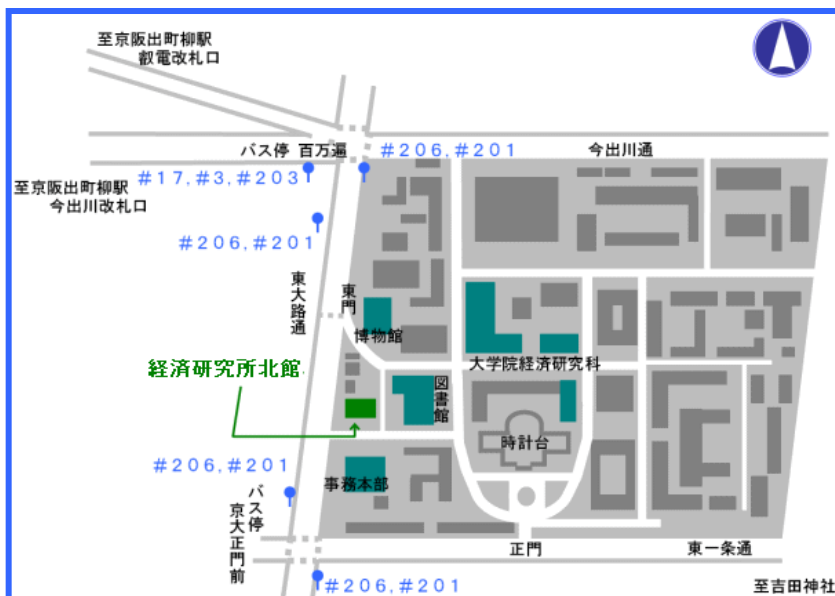 至京阪出町柳駅
叡電改札口
バス停 百万遍
#206,#201
今出川通
#17,#3,#203
至京阪出町柳駅
今出川改札口
#206,#201
東大路通
東門
博物館
大学院経済研究科
経済研究所北館
図書館
時計台
#206,#201
事務本部
バス停
京大正門前
正門
東一条通
#206,#201
至吉田神社